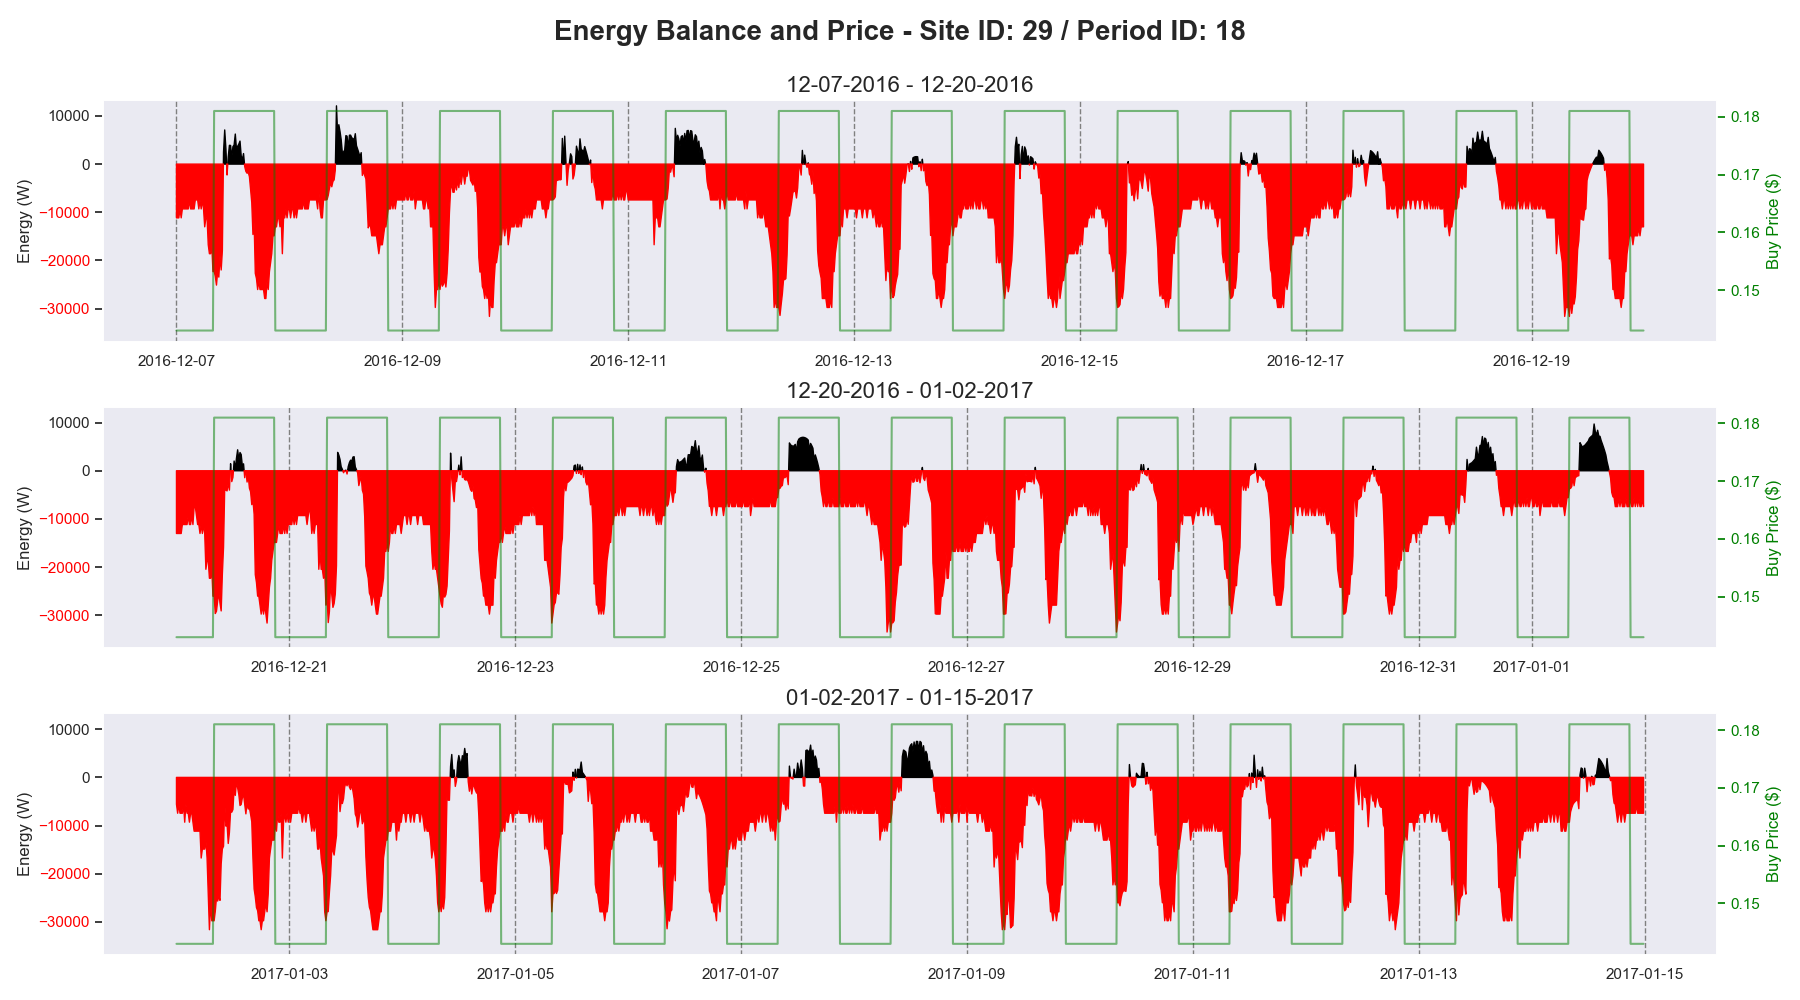 Energy Balance and Price - Site ID: 29 / Period ID: 18
12-07-2016 - 12-20-2016
10000
0
−10000
−20000
−30000
Energy (W)
0.18
0.17
0.16
0.15
Buy Price ($)
2016-12-07 2016-12-09 2016-12-11 2016-12-13 2016-12-15 2016-12-17 2016-12-19
12-20-2016 - 01-02-2017
10000
0
−10000
−20000
−30000
Energy (W)
0.18
0.17
0.16
0.15
Buy Price ($)
2016-12-21 2016-12-23 2016-12-25 2016-12-27 2016-12-29 2016-12-31 2017-01-01
01-02-2017 - 01-15-2017
10000
0
−10000
−20000
−30000
Energy (W)
0.18
0.17
0.16
0.15
Buy Price ($)
2017-01-03 2017-01-05 2017-01-07 2017-01-09 2017-01-11 2017-01-13 2017-01-15